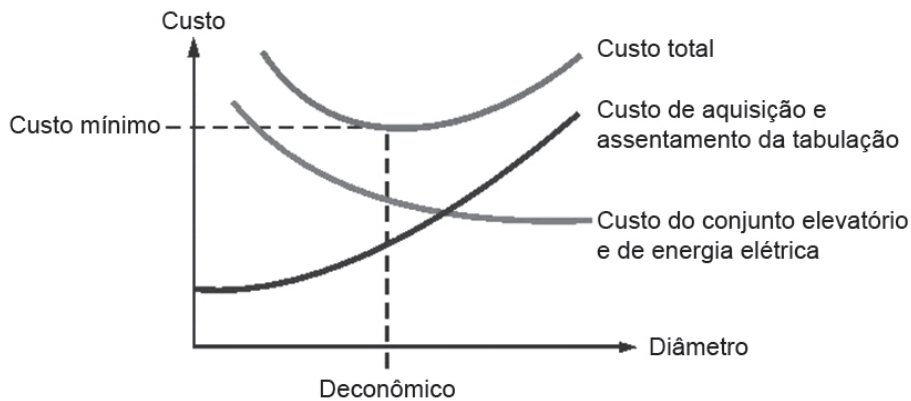 Custo
Custo total
Custo de aquisição e
assentamento da tabulação
Custo mínimo
Custo do conjunto elevatório
e de energia elétrica
Diâmetro
Deconômico